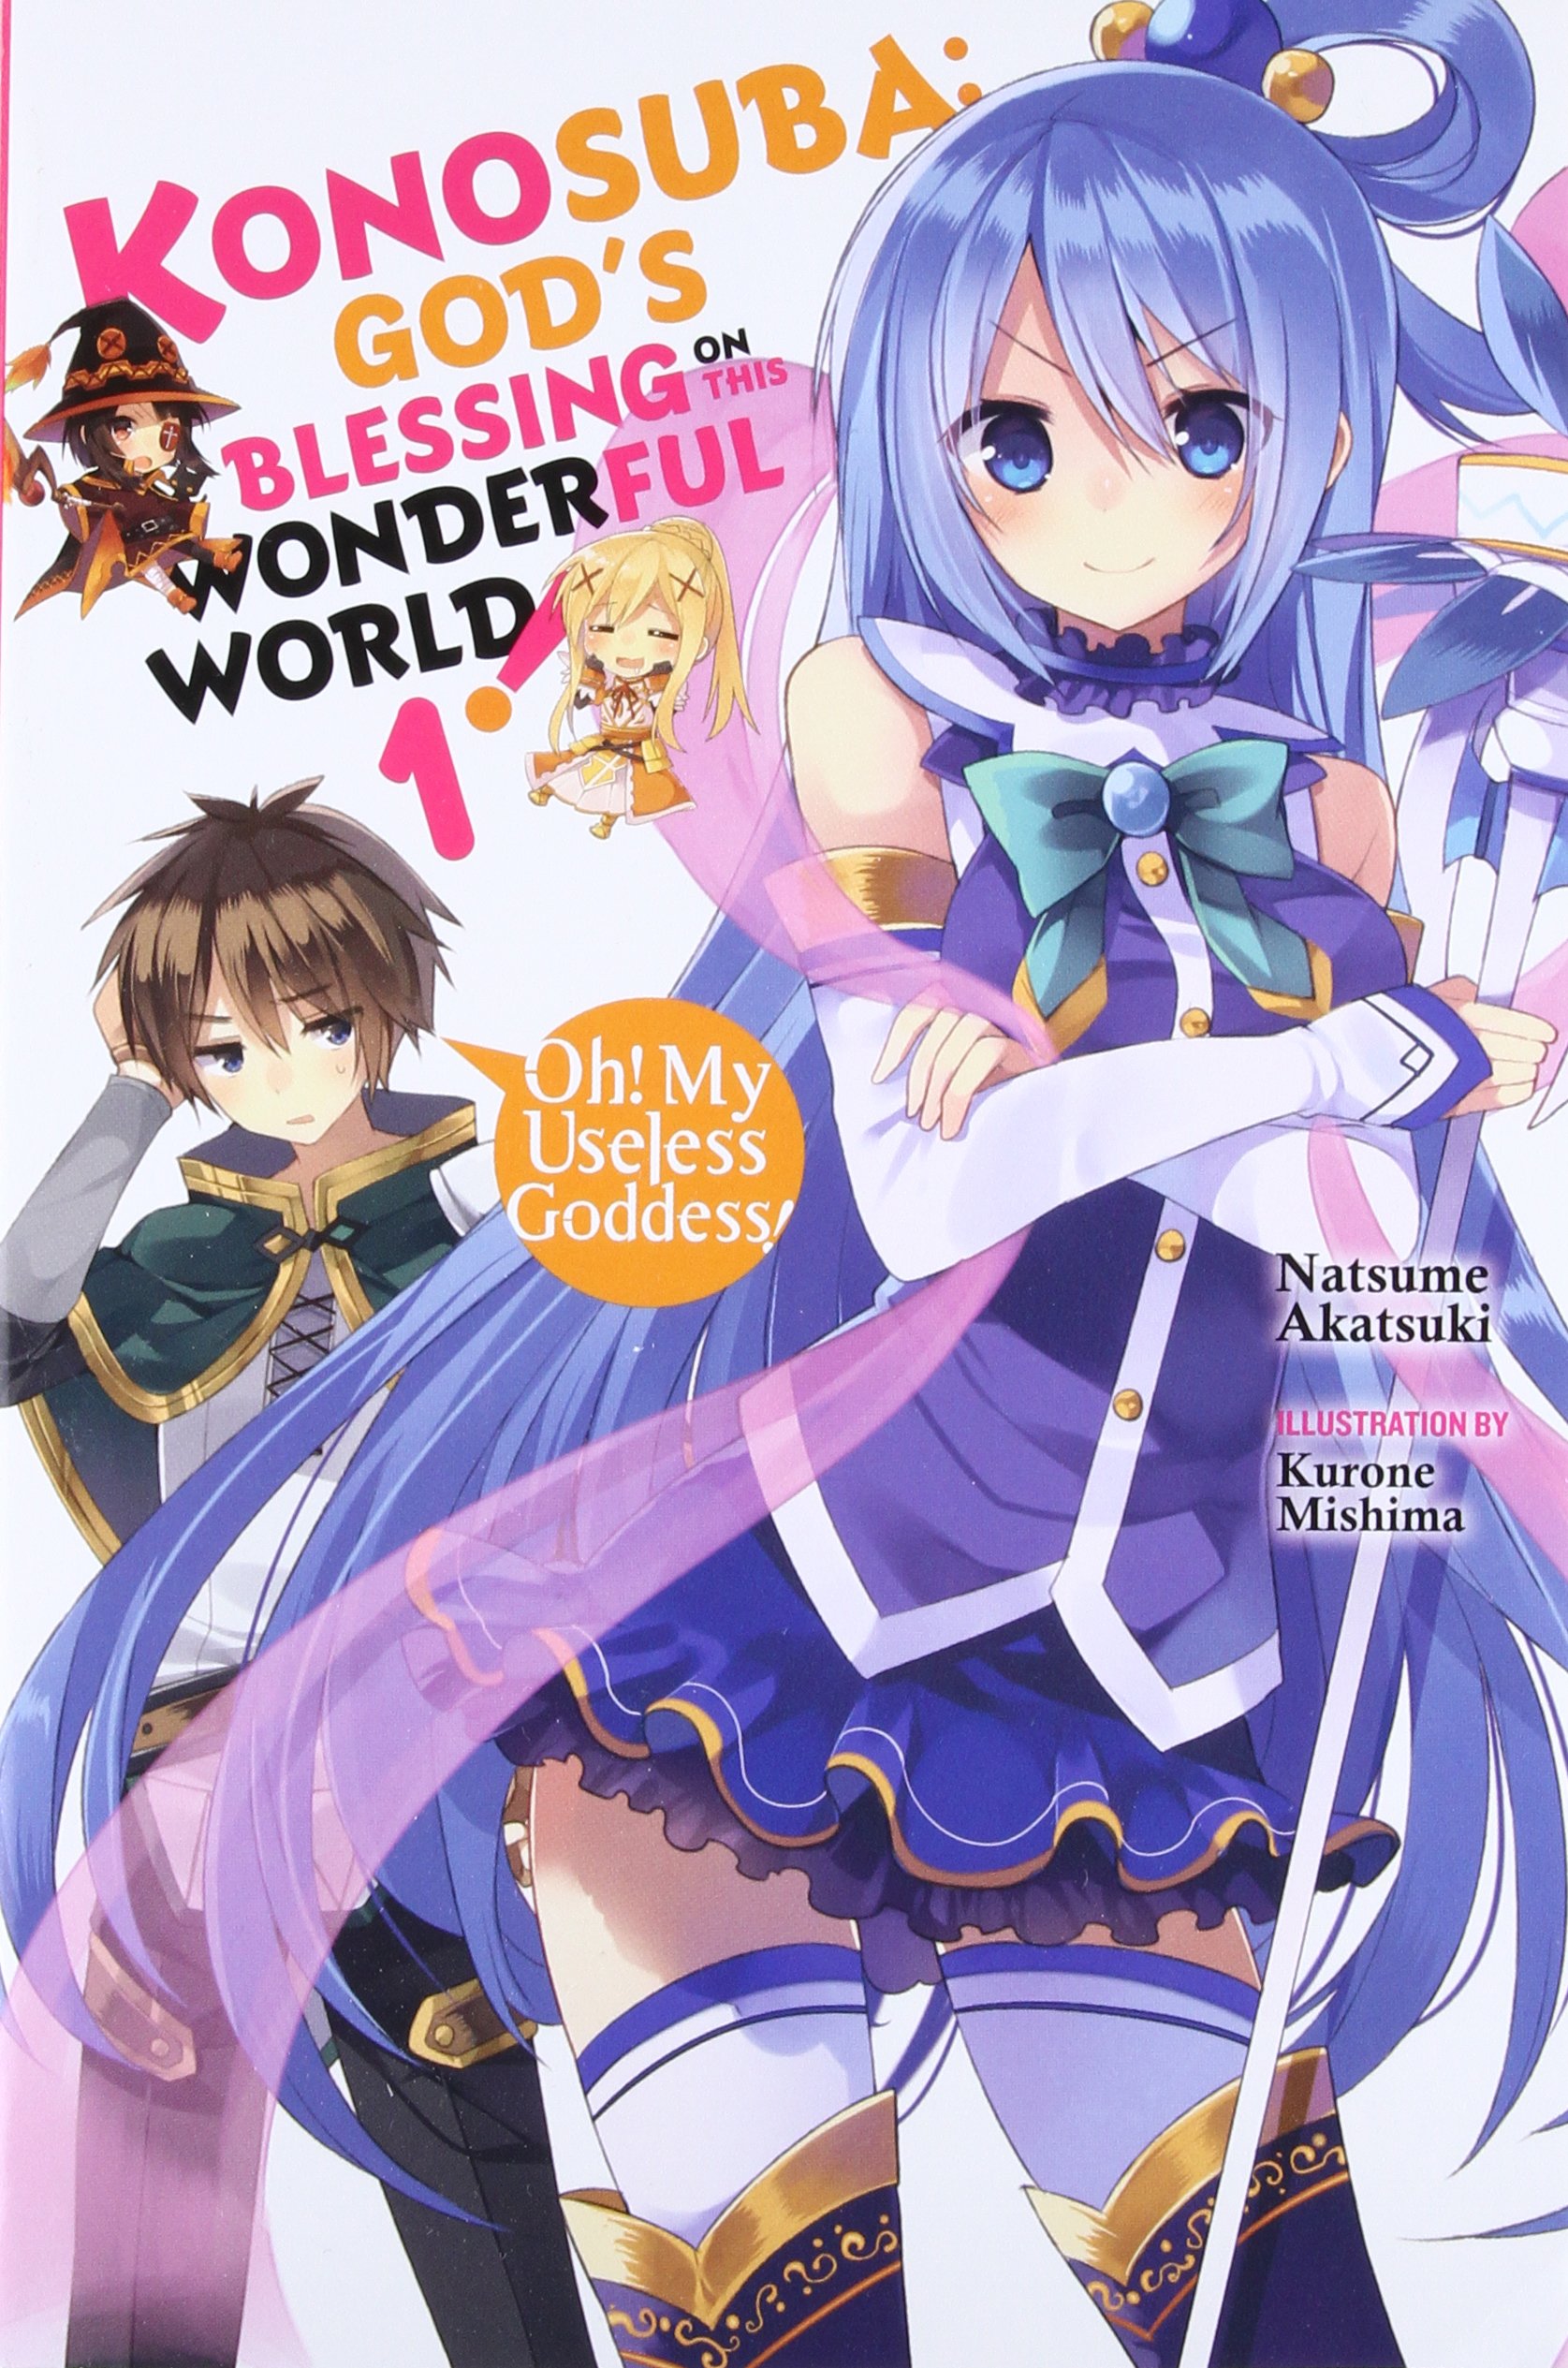 KONOSUBA:
GOD'S
BLESSING ON THIS
WONDERFUL
WORLD!
1
Oh! My
Useless
Goddess!
Natsume
Akatsuki
ILLUSTRATION BY
Kurone
Mishima